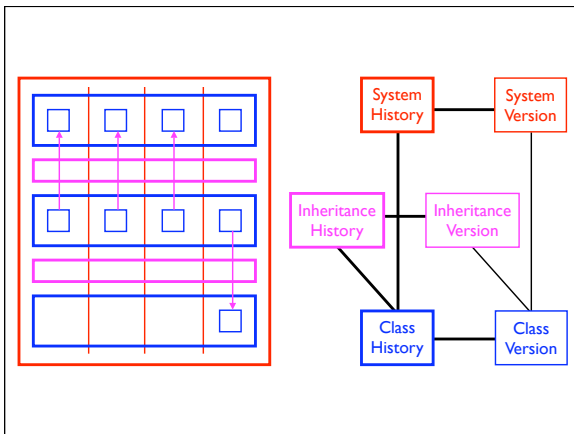 System
History
System
Version
Inheritance
History
Inheritance
Version
Class
History
Class
Version